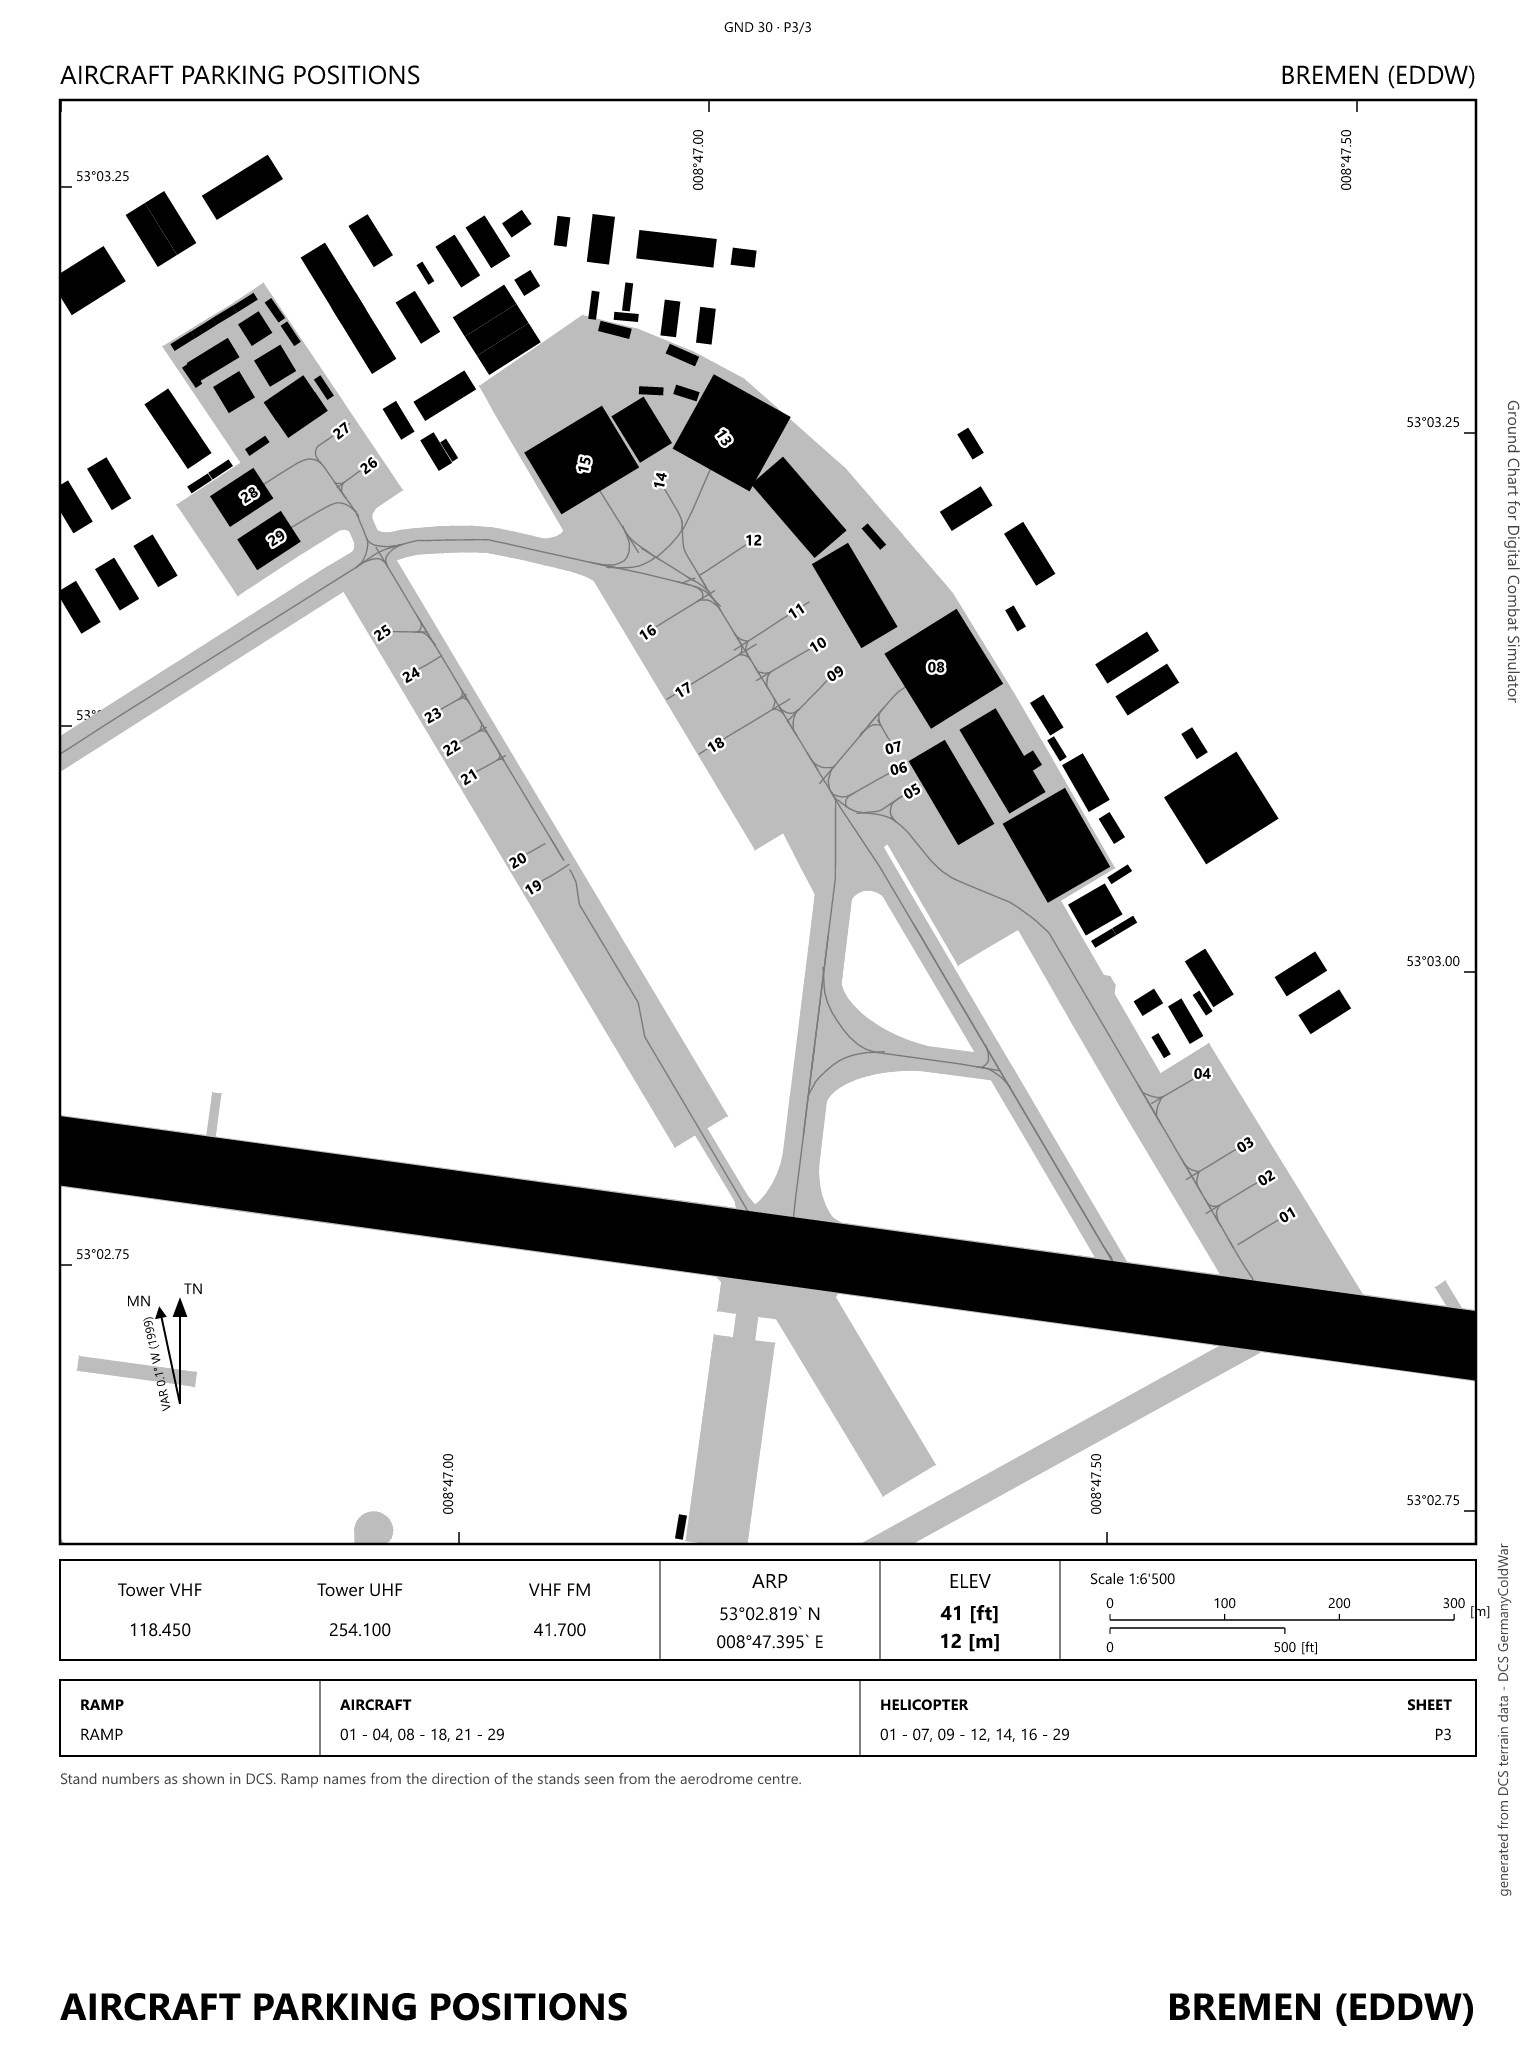 GND 30 · P3/3
AIRCRAFT PARKING POSITIONS
BREMEN (EDDW)
008°47.00
008°47.50
53°03.25
53°03.25
53°03.00
53°02.75
53°02.75
008°47.00
008°47.50
27
26
28
29
25
24
23
22
21
20
19
15
14
13
12
11
10
09
08
07
06
05
16
17
18
04
03
02
01
MN
TN
VAR 0.1° W (1999)
Ground Chart for Digital Combat Simulator
generated from DCS terrain data - DCS GermanyColdWar
Tower VHF
118.450
Tower UHF
254.100
VHF FM
41.700
ARP
53°02.819` N
008°47.395` E
ELEV
41 [ft]
12 [m]
Scale 1:6'500
0 100 200 300 [m]
0 500 [ft]
RAMP
RAMP
AIRCRAFT
01 - 04, 08 - 18, 21 - 29
HELICOPTER
01 - 07, 09 - 12, 14, 16 - 29
SHEET
P3
Stand numbers as shown in DCS. Ramp names from the direction of the stands seen from the aerodrome centre.
AIRCRAFT PARKING POSITIONS
BREMEN (EDDW)